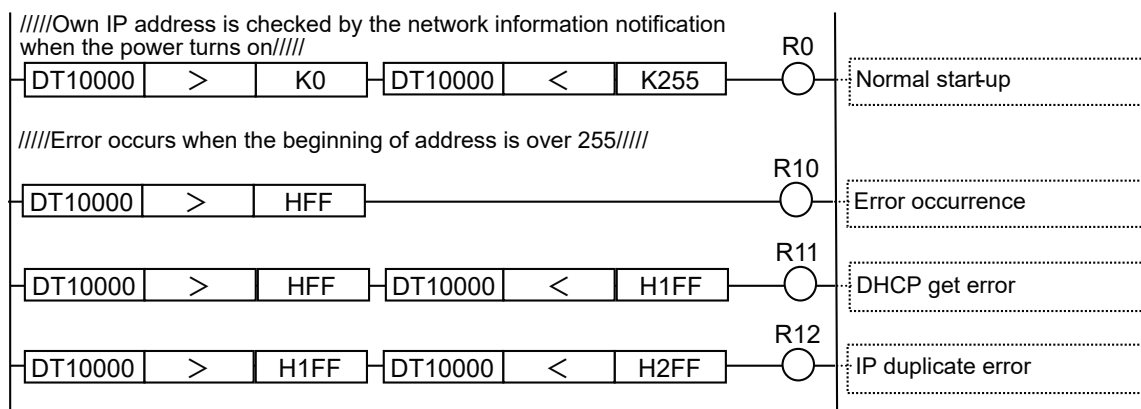 /////Own IP address is checked by the network information notification
when the power turns on/////
R0
DT10000 > K0 DT10000 < K255 Normal start-up
/////Error occurs when the beginning of address is over 255/////
R10
DT10000 > HFF Error occurrence
R11
DT10000 > HFF DT10000 < H1FF DHCP get error
R12
DT10000 > H1FF DT10000 < H2FF IP duplicate error